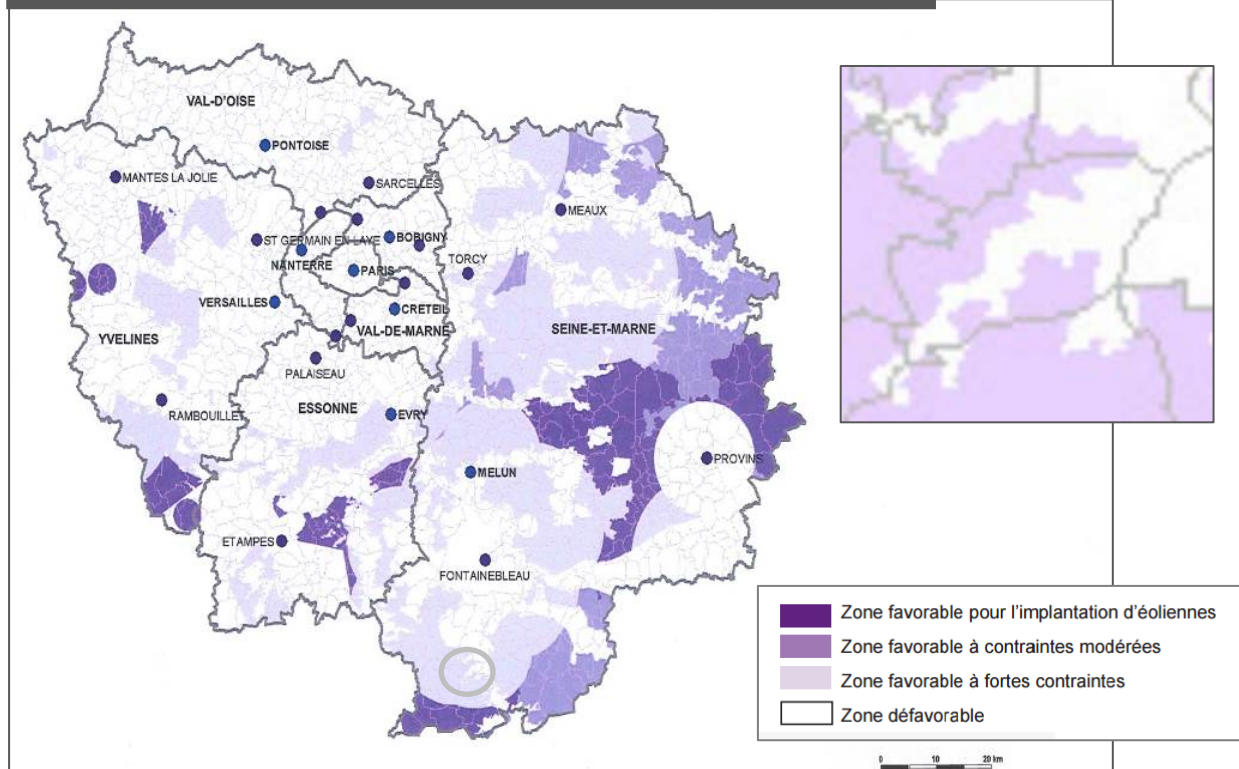 VAL-D'OISE
PONTOISE
MANTES LA JOLIE
SARCELLES
MEAUX
ST GERMAIN EN LAYE
BOBIGNY
NANTERRE
PARIS
TORCY
VERSAILLES
CRETEIL
VAL-DE-MARNE
SEINE-ET-MARNE
YVELINES
PALAISEAU
RAMBOUILLET
ESSONNE
EVRY
MELUN
PROVINS
ETAMPES
FONTAINEBLEAU
Zone favorable pour l'implantation d'éoliennes
Zone favorable à contraintes modérées
Zone favorable à fortes contraintes
Zone défavorable
0 10 20 km